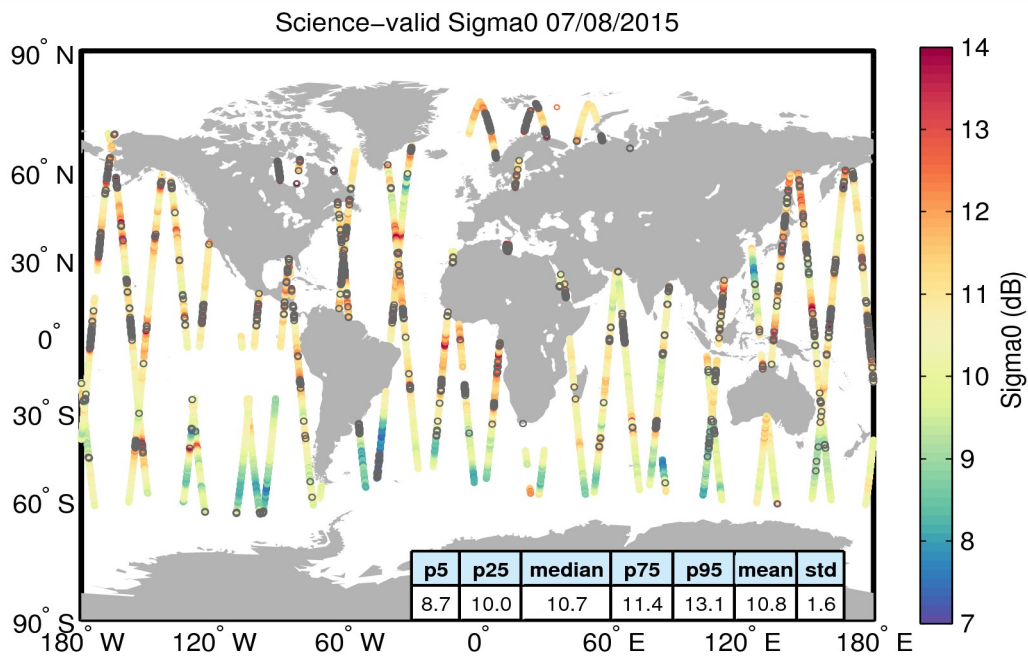 Science−valid Sigma0 07/08/2015
90° N
60° N
30° N
0°
30° S
60° S
90° S
180° W
120° W
60° W
0°
60° E
120° E
180° E
14
13
12
11
10
9
8
7
Sigma0 (dB)
p5 p25 median p75 p95 mean std
8.7 10.0 10.7 11.4 13.1 10.8 1.6